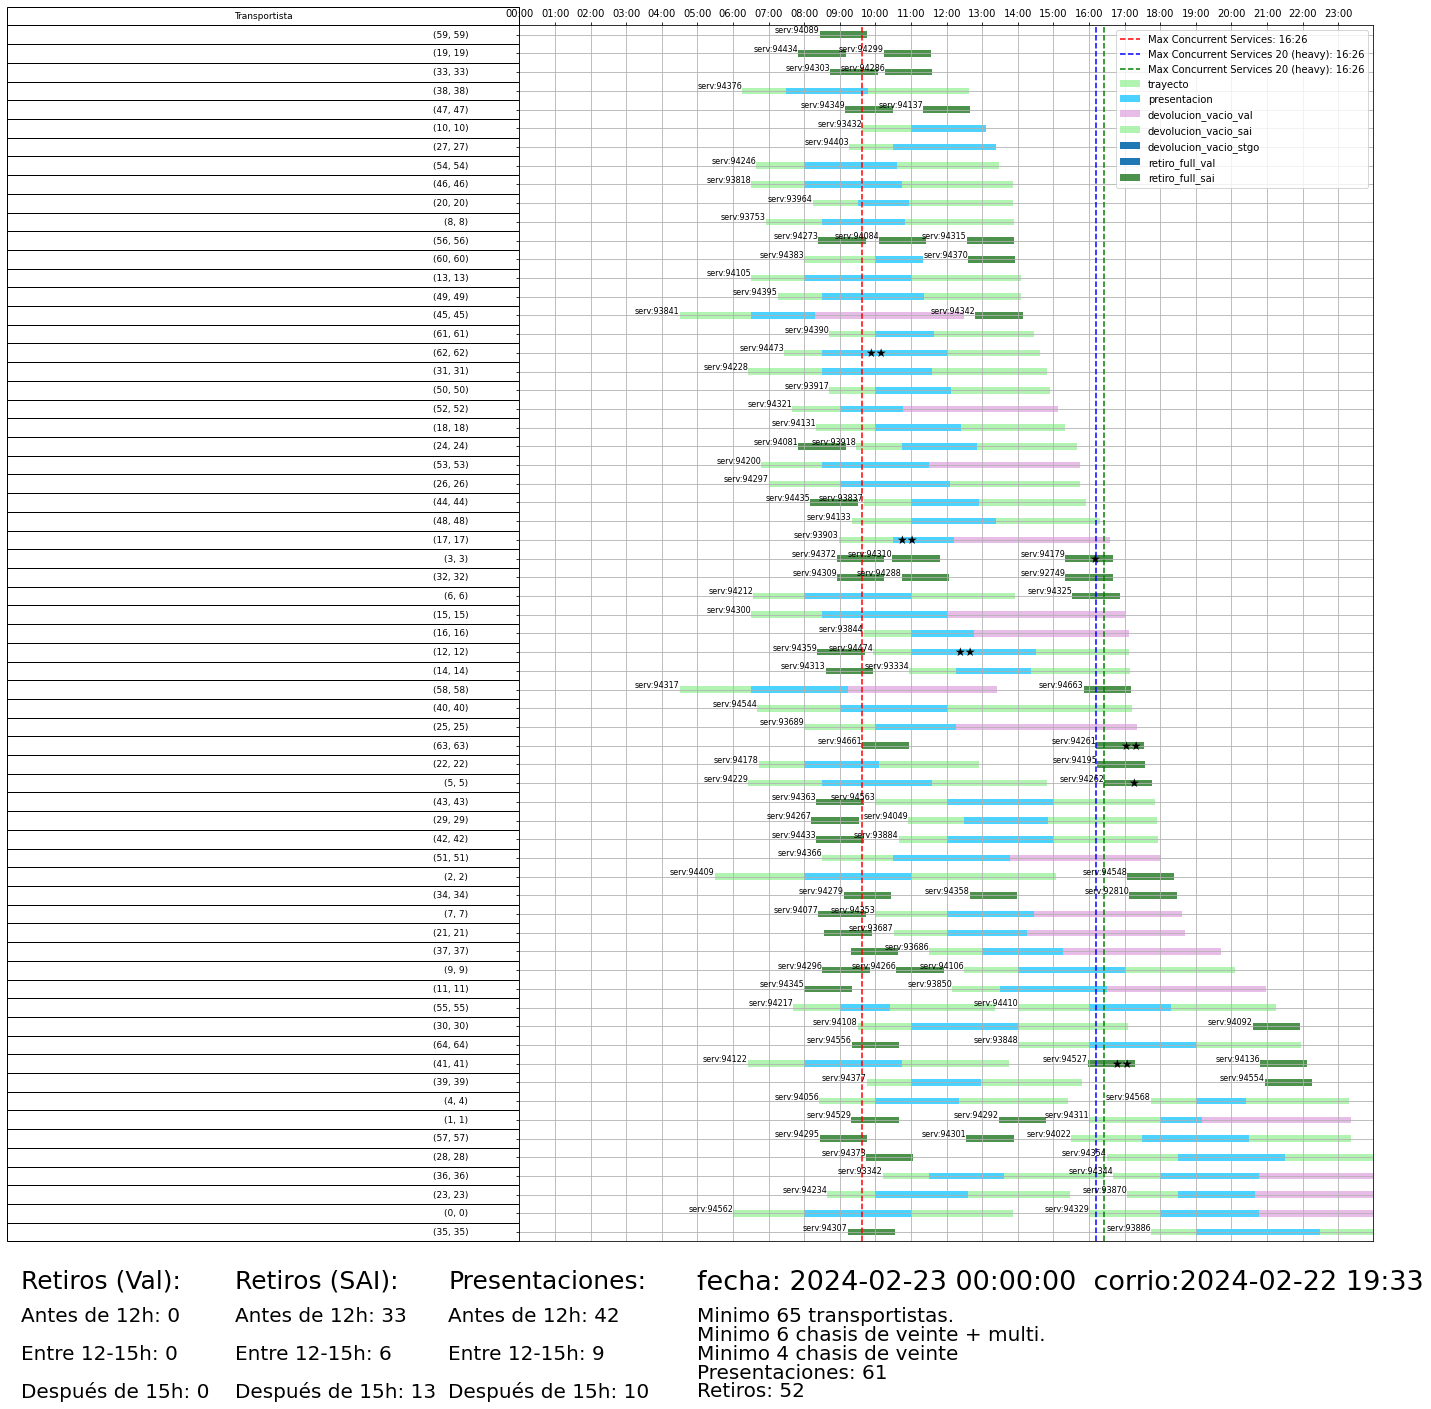 Transportista
00:00 01:00 02:00 03:00 04:00 05:00 06:00 07:00 08:00 09:00 10:00 11:00 12:00 13:00 14:00 15:00 16:00 17:00 18:00 19:00 20:00 21:00 22:00 23:00
Max Concurrent Services: 16:26
Max Concurrent Services 20 (heavy): 16:26
Max Concurrent Services 20 (heavy): 16:26
trayecto
presentacion
devolucion_vacio_val
devolucion_vacio_sai
devolucion_vacio_stgo
retiro_full_val
retiro_full_sai
(59, 59) serv:94089
(19, 19) serv:94434 serv:94299
(33, 33) serv:94303 serv:94286
(38, 38) serv:94376
(47, 47) serv:94349 serv:94137
(10, 10) serv:93432
(27, 27) serv:94403
(54, 54) serv:94246
(46, 46) serv:93818
(20, 20) serv:93964
(8, 8) serv:93753
(56, 56) serv:94273 serv:94084 serv:94315
(60, 60) serv:94383 serv:94370
(13, 13) serv:94105
(49, 49) serv:94395
(45, 45) serv:93841 serv:94342
(61, 61) serv:94390
(62, 62) serv:94473
(31, 31) serv:94228
(50, 50) serv:93917
(52, 52) serv:94321
(18, 18) serv:94131
(24, 24) serv:94081 serv:93918
(53, 53) serv:94200
(26, 26) serv:94297
(44, 44) serv:94435 serv:93837
(48, 48) serv:94133
(17, 17) serv:93903
(3, 3) serv:94372 serv:94310 serv:94179
(32, 32) serv:94309 serv:94288 serv:92749
(6, 6) serv:94212 serv:94325
(15, 15) serv:94300
(16, 16) serv:93844
(12, 12) serv:94359 serv:94474
(14, 14) serv:94313 serv:93334
(58, 58) serv:94317 serv:94663
(40, 40) serv:94544
(25, 25) serv:93689
(63, 63) serv:94661 serv:94261
(22, 22) serv:94178 serv:94195
(5, 5) serv:94229 serv:94262
(43, 43) serv:94363 serv:94563
(29, 29) serv:94267 serv:94049
(42, 42) serv:94433 serv:93884
(51, 51) serv:94366
(2, 2) serv:94409 serv:94548
(34, 34) serv:94279 serv:94358 serv:92810
(7, 7) serv:94077 serv:94353
(21, 21) serv:93687
(37, 37) serv:93686
(9, 9) serv:94296 serv:94266 serv:94106
(11, 11) serv:94345 serv:93850
(55, 55) serv:94217 serv:94410
(30, 30) serv:94108 serv:94092
(64, 64) serv:94556 serv:93848
(41, 41) serv:94122 serv:94527 serv:94136
(39, 39) serv:94377 serv:94554
(4, 4) serv:94056 serv:94568
(1, 1) serv:94529 serv:94292 serv:94311
(57, 57) serv:94295 serv:94301 serv:94022
(28, 28) serv:94373 serv:94354
(36, 36) serv:93342 serv:94344
(23, 23) serv:94234 serv:93870
(0, 0) serv:94562 serv:94329
(35, 35) serv:94307 serv:93886
Retiros (Val):
Antes de 12h: 0
Entre 12-15h: 0
Después de 15h: 0
Retiros (SAI):
Antes de 12h: 33
Entre 12-15h: 6
Después de 15h: 13
Presentaciones:
Antes de 12h: 42
Entre 12-15h: 9
Después de 15h: 10
fecha: 2024-02-23 00:00:00 corrio:2024-02-22 19:33
Minimo 65 transportistas.
Minimo 6 chasis de veinte + multi.
Minimo 4 chasis de veinte
Presentaciones: 61
Retiros: 52